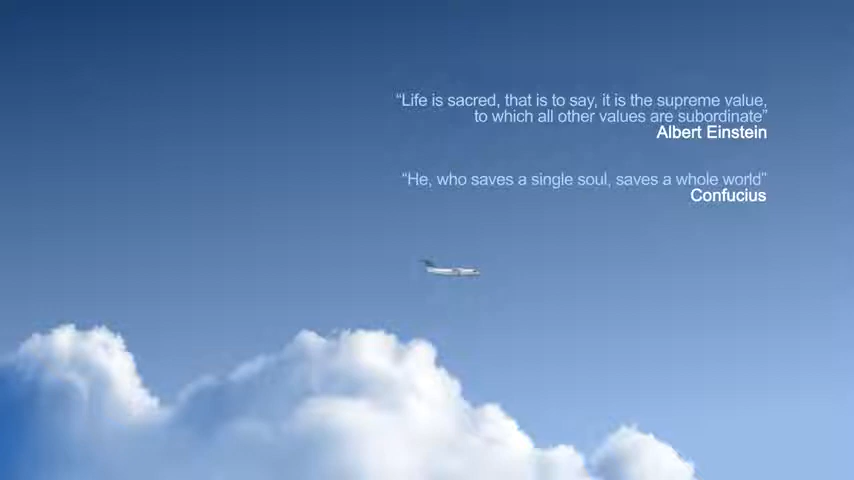 “Life is sacred, that is to say, it is the supreme value,
to which all other values are subordinate”
Albert Einstein
“He, who saves a single soul, saves a whole world”
Confucius